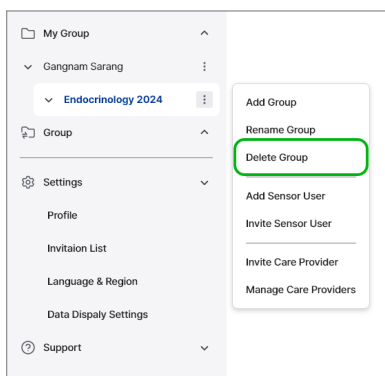 My Group
Gangnam Sarang
Endocrinology 2024
Group
Settings
Profile
Invitaion List
Language & Region
Data Dispaly Settings
Support
Add Group
Rename Group
Delete Group
Add Sensor User
Invite Sensor User
Invite Care Provider
Manage Care Providers